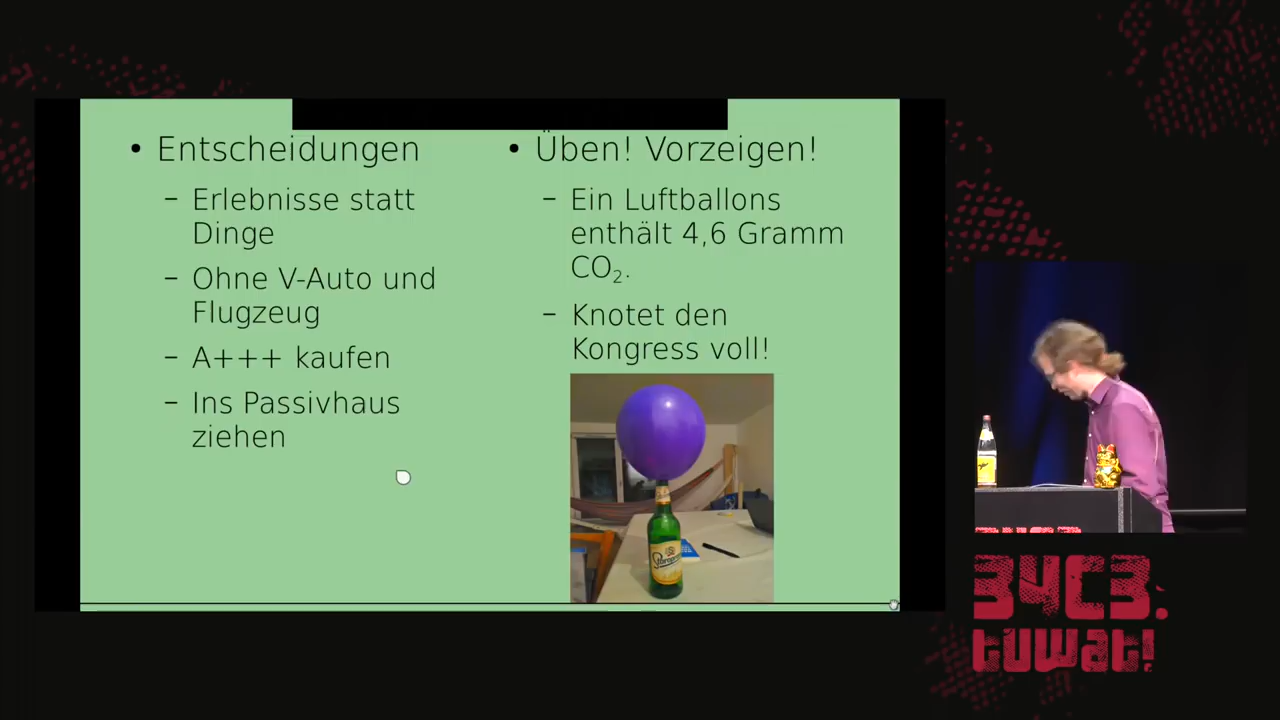 • Entscheidungen
– Erlebnisse statt
Dinge
– Ohne V-Auto und
Flugzeug
– A+++ kaufen
– Ins Passivhaus
ziehen
• Üben! Vorzeigen!
– Ein Luftballons
enthält 4,6 Gramm
CO₂.
– Knotet den
Kongress voll!
34C3.
tuwat!